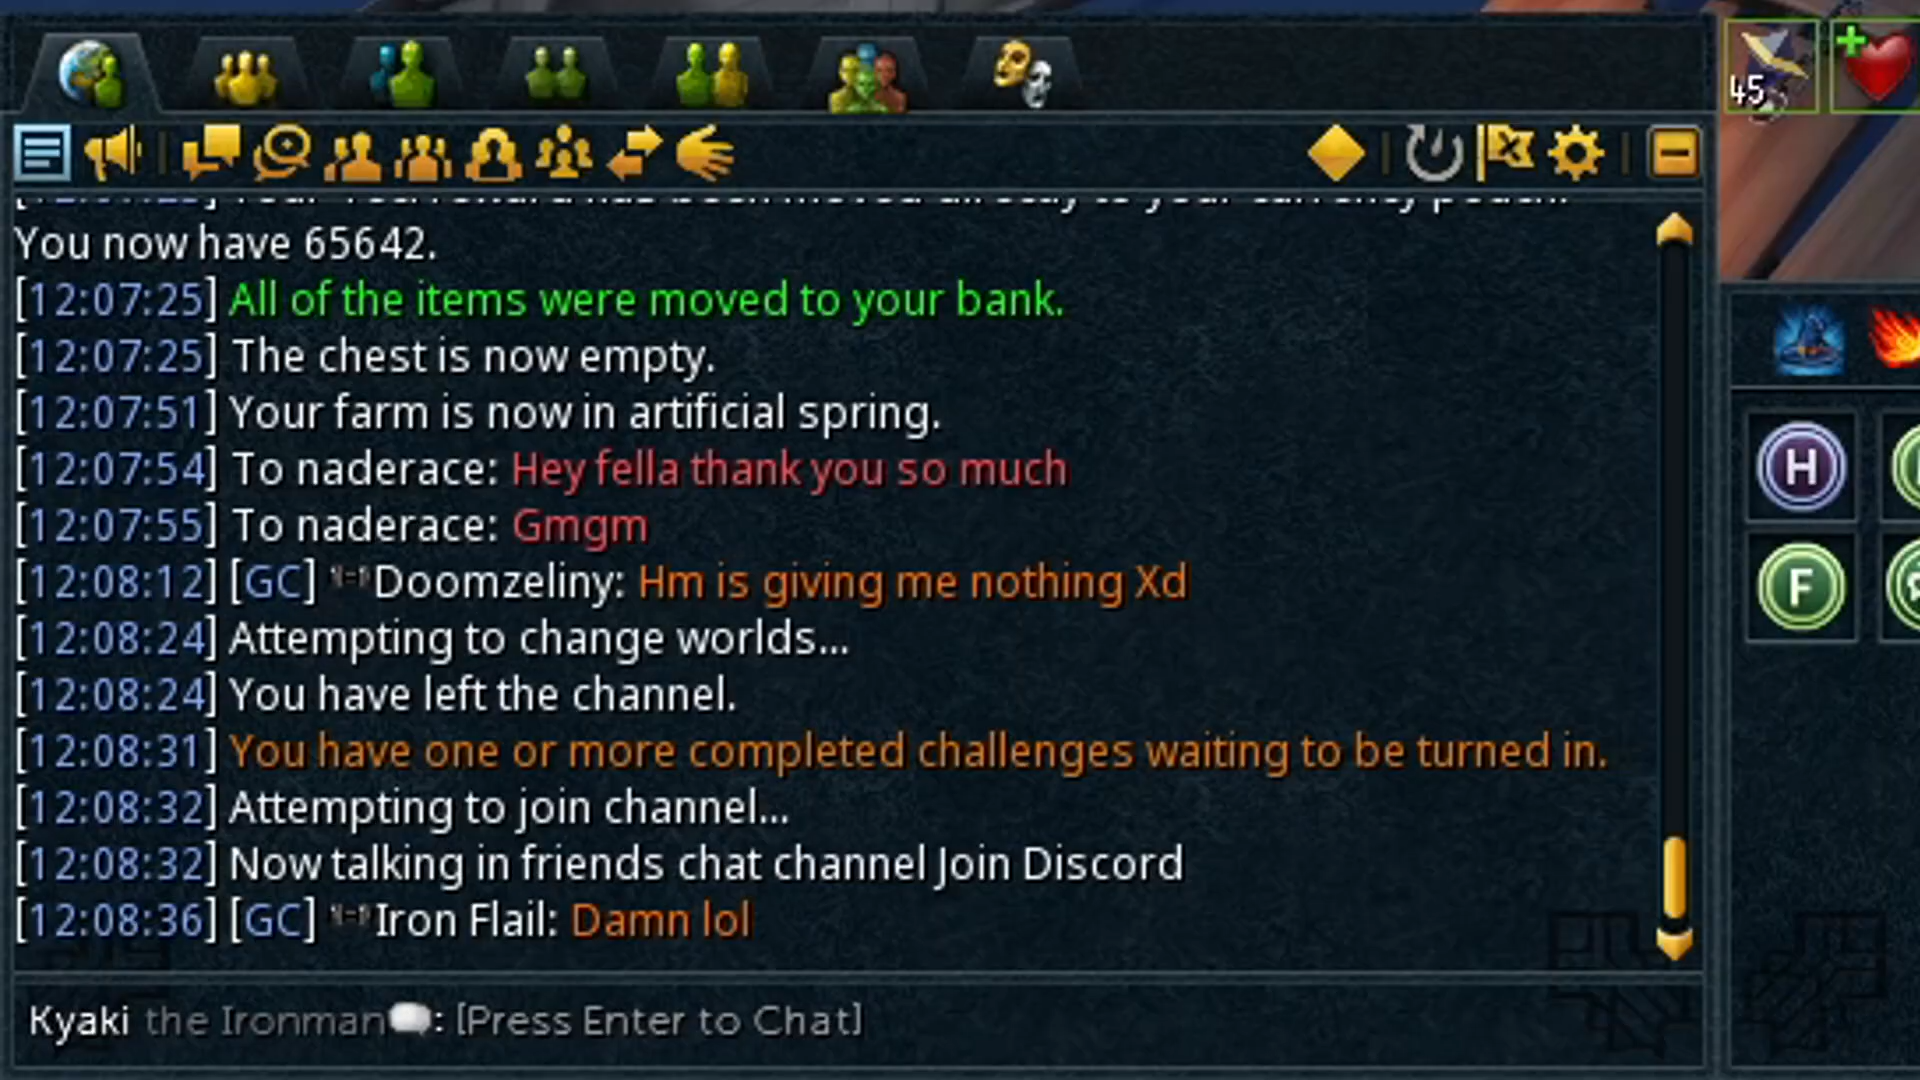 45
You now have 65642.
[12:07:25] All of the items were moved to your bank.
[12:07:25] The chest is now empty.
[12:07:51] Your farm is now in artificial spring.
[12:07:54] To naderace: Hey fella thank you so much
[12:07:55] To naderace: Gmgm
[12:08:12] [GC] Doomzeliny: Hm is giving me nothing Xd
[12:08:24] Attempting to change worlds...
[12:08:24] You have left the channel.
[12:08:31] You have one or more completed challenges waiting to be turned in.
[12:08:32] Attempting to join channel...
[12:08:32] Now talking in friends chat channel Join Discord
[12:08:36] [GC] Iron Flail: Damn lol
Kyaki the Ironman: [Press Enter to Chat]
H
F